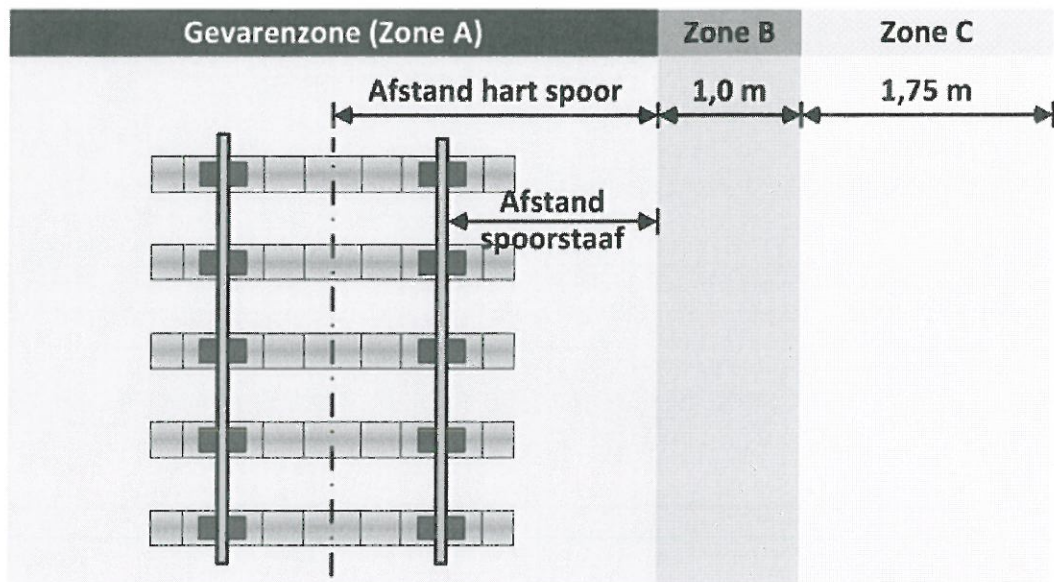 Gevarenzone (Zone A) Zone B Zone C
Afstand hart spoor 1,0 m 1,75 m
Afstand
spoorstaaf